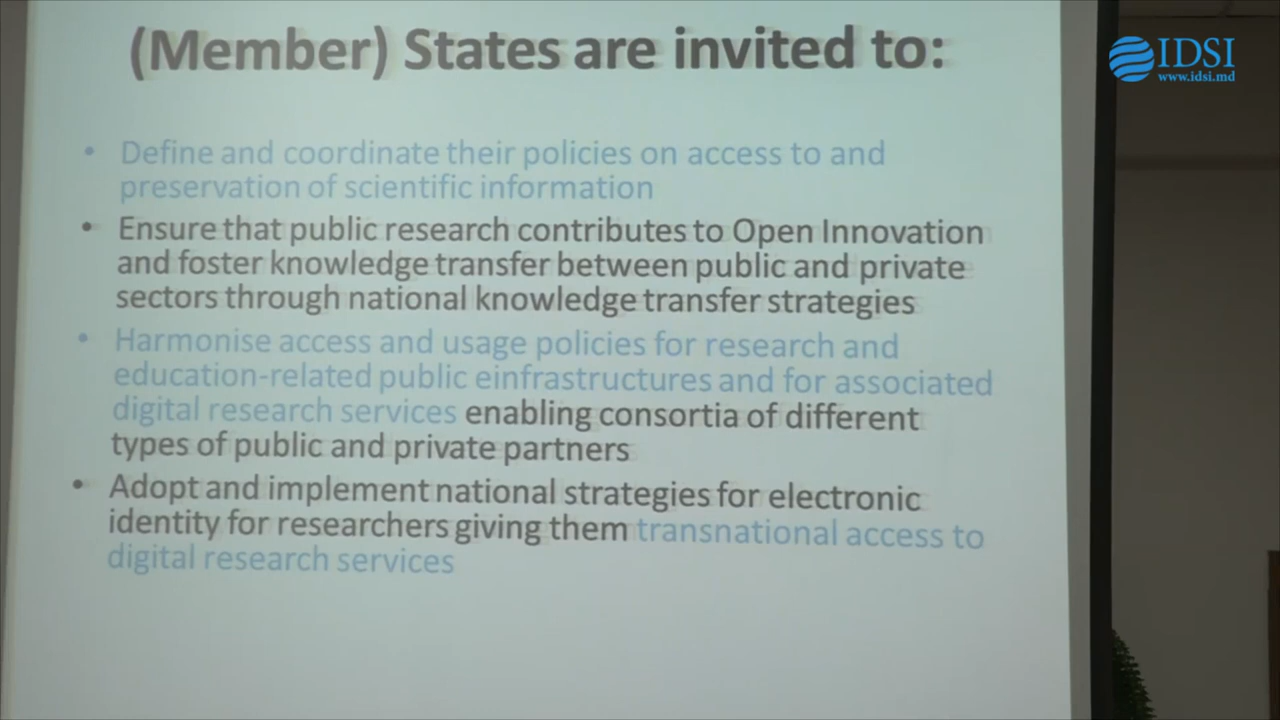 (Member) States are invited to:
IDSI
www.idsi.md
• Define and coordinate their policies on access to and
preservation of scientific information
• Ensure that public research contributes to Open Innovation
and foster knowledge transfer between public and private
sectors through national knowledge transfer strategies
• Harmonise access and usage policies for research and
education-related public einfrastructures and for associated
digital research services enabling consortia of different
types of public and private partners
• Adopt and implement national strategies for electronic
identity for researchers giving them transnational access to
digital research services